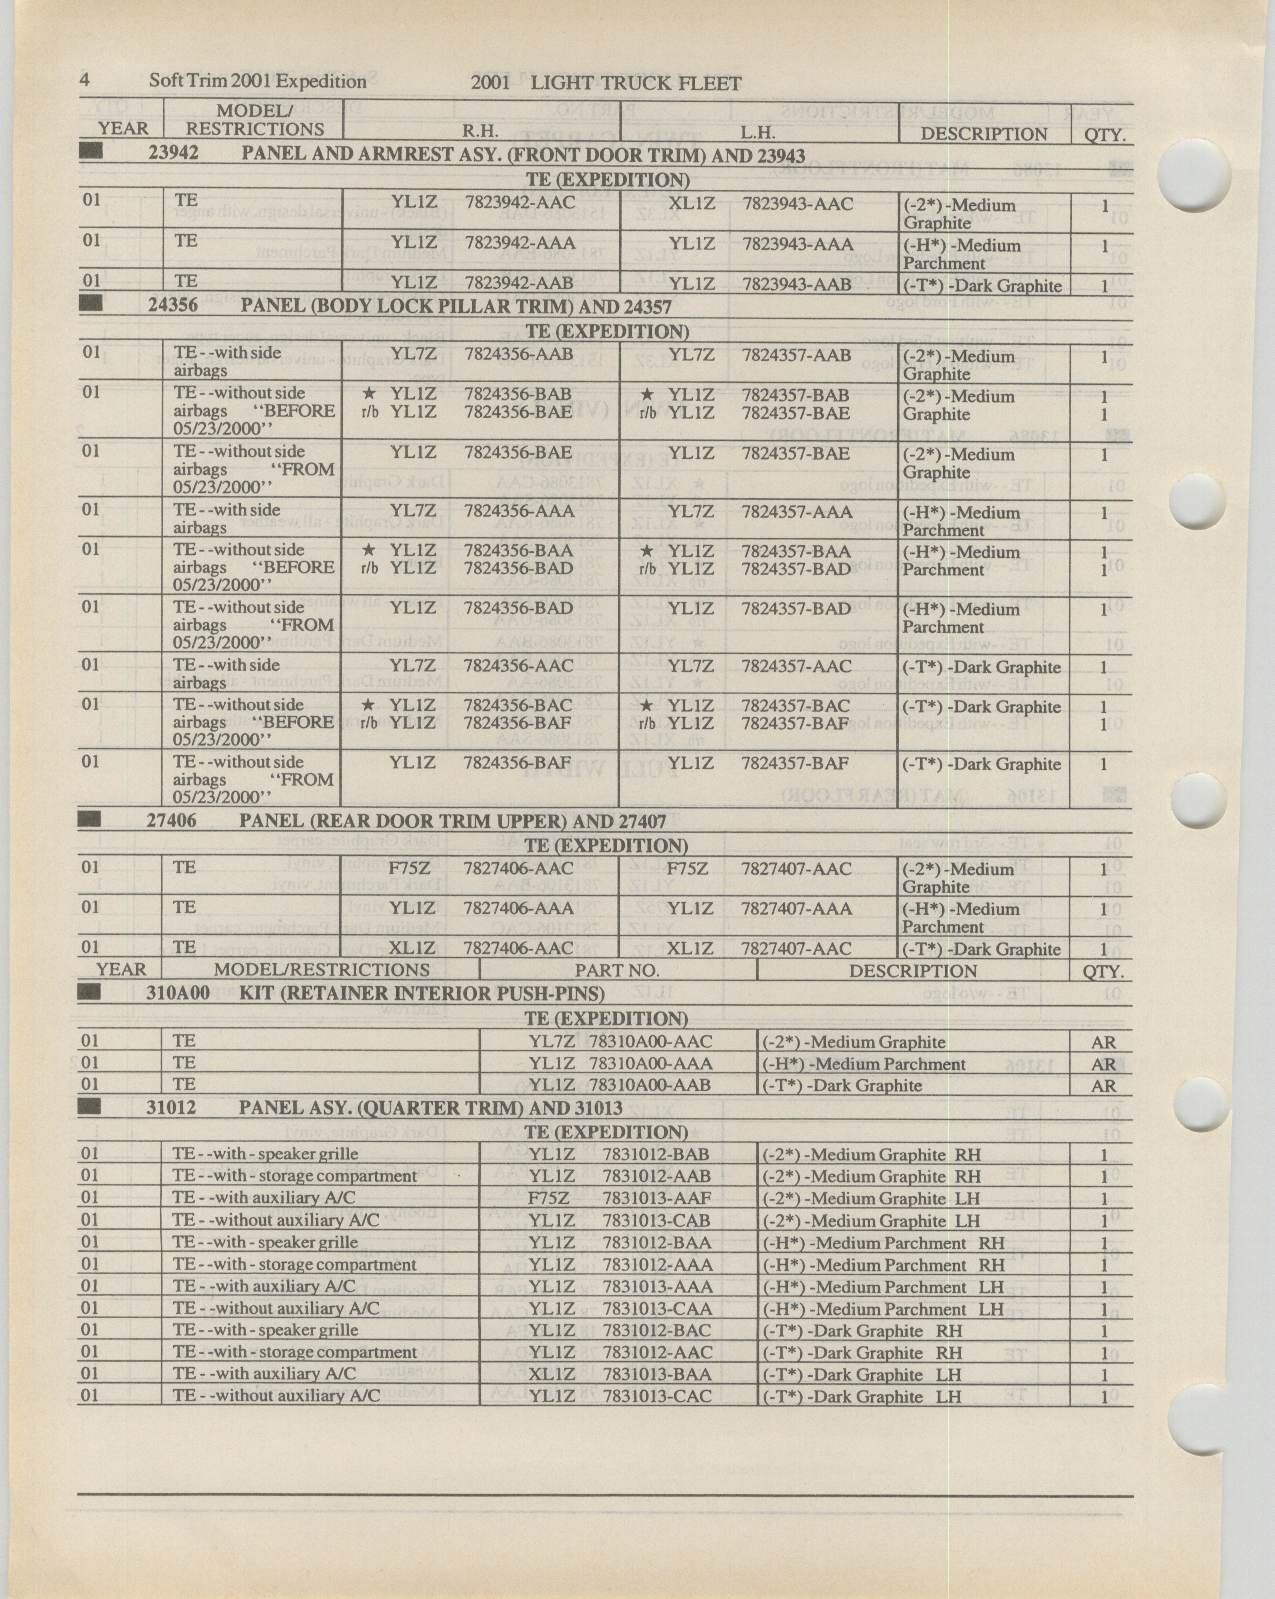 4 Soft Trim 2001 Expedition 2001 LIGHT TRUCK FLEET
YEAR MODEL/ RESTRICTIONS R.H. L.H. DESCRIPTION QTY.
23942 PANEL AND ARMREST ASY. (FRONT DOOR TRIM) AND 23943
TE (EXPEDITION)
01 TE YL1Z 7823942-AAC XL1Z 7823943-AAC (-2*) -Medium 1
Graphite
01 TE YL1Z 7823942-AAA YL1Z 7823943-AAA (-H*) -Medium 1
Parchment
01 TE YL1Z 7823942-AAB YL1Z 7823943-AAB (-T*) -Dark Graphite 1
24356 PANEL (BODY LOCK PILLAR TRIM) AND 24357
TE (EXPEDITION)
01 TE - -with side YL7Z 7824356-AAB YL7Z 7824357-AAB (-2*) -Medium 1
airbags Graphite
01 TE - -without side ★ YL1Z 7824356-BAB ★ YL1Z 7824357-BAB (-2*) -Medium 1
airbags “BEFORE r/b YL1Z 7824356-BAE r/b YL1Z 7824357-BAE Graphite 1
05/23/2000”
01 TE - -without side YL1Z 7824356-BAE YL1Z 7824357-BAE (-2*) -Medium 1
airbags “FROM Graphite
05/23/2000”
01 TE - -with side YL7Z 7824356-AAA YL7Z 7824357-AAA (-H*) -Medium 1
airbags Parchment
01 TE - -without side ★ YL1Z 7824356-BAA ★ YL1Z 7824357-BAA (-H*) -Medium 1
airbags “BEFORE r/b YL1Z 7824356-BAD r/b YL1Z 7824357-BAD Parchment 1
05/23/2000”
01 TE - -without side YL1Z 7824356-BAD YL1Z 7824357-BAD (-H*) -Medium 1
airbags “FROM Parchment
05/23/2000”
01 TE - -with side YL7Z 7824356-AAC YL7Z 7824357-AAC (-T*) -Dark Graphite 1
airbags
01 TE - -without side ★ YL1Z 7824356-BAC ★ YL1Z 7824357-BAC (-T*) -Dark Graphite 1
airbags “BEFORE r/b YL1Z 7824356-BAF r/b YL1Z 7824357-BAF 1
05/23/2000”
01 TE - -without side YL1Z 7824356-BAF YL1Z 7824357-BAF (-T*) -Dark Graphite 1
airbags “FROM
05/23/2000”
27406 PANEL (REAR DOOR TRIM UPPER) AND 27407
TE (EXPEDITION)
01 TE F75Z 7827406-AAC F75Z 7827407-AAC (-2*) -Medium 1
Graphite
01 TE YL1Z 7827406-AAA YL1Z 7827407-AAA (-H*) -Medium 1
Parchment
01 TE XL1Z 7827406-AAC XL1Z 7827407-AAC (-T*) -Dark Graphite 1
YEAR MODEL/RESTRICTIONS PART NO. DESCRIPTION QTY.
310A00 KIT (RETAINER INTERIOR PUSH-PINS)
TE (EXPEDITION)
01 TE YL7Z 78310A00-AAC (-2*) -Medium Graphite AR
01 TE YL1Z 78310A00-AAA (-H*) -Medium Parchment AR
01 TE YL1Z 78310A00-AAB (-T*) -Dark Graphite AR
31012 PANEL ASY. (QUARTER TRIM) AND 31013
TE (EXPEDITION)
01 TE - -with - speaker grille YL1Z 7831012-BAB (-2*) -Medium Graphite RH 1
01 TE - -with - storage compartment YL1Z 7831012-AAB (-2*) -Medium Graphite RH 1
01 TE - -with auxiliary A/C F75Z 7831013-AAF (-2*) -Medium Graphite LH 1
01 TE - -without auxiliary A/C YL1Z 7831013-CAB (-2*) -Medium Graphite LH 1
01 TE - -with - speaker grille YL1Z 7831012-BAA (-H*) -Medium Parchment RH 1
01 TE - -with - storage compartment YL1Z 7831012-AAA (-H*) -Medium Parchment RH 1
01 TE - -with auxiliary A/C YL1Z 7831013-AAA (-H*) -Medium Parchment LH 1
01 TE - -without auxiliary A/C YL1Z 7831013-CAA (-H*) -Medium Parchment LH 1
01 TE - -with - speaker grille YL1Z 7831012-BAC (-T*) -Dark Graphite RH 1
01 TE - -with - storage compartment YL1Z 7831012-AAC (-T*) -Dark Graphite RH 1
01 TE - -with auxiliary A/C XL1Z 7831013-BAA (-T*) -Dark Graphite LH 1
01 TE - -without auxiliary A/C YL1Z 7831013-CAC (-T*) -Dark Graphite LH 1